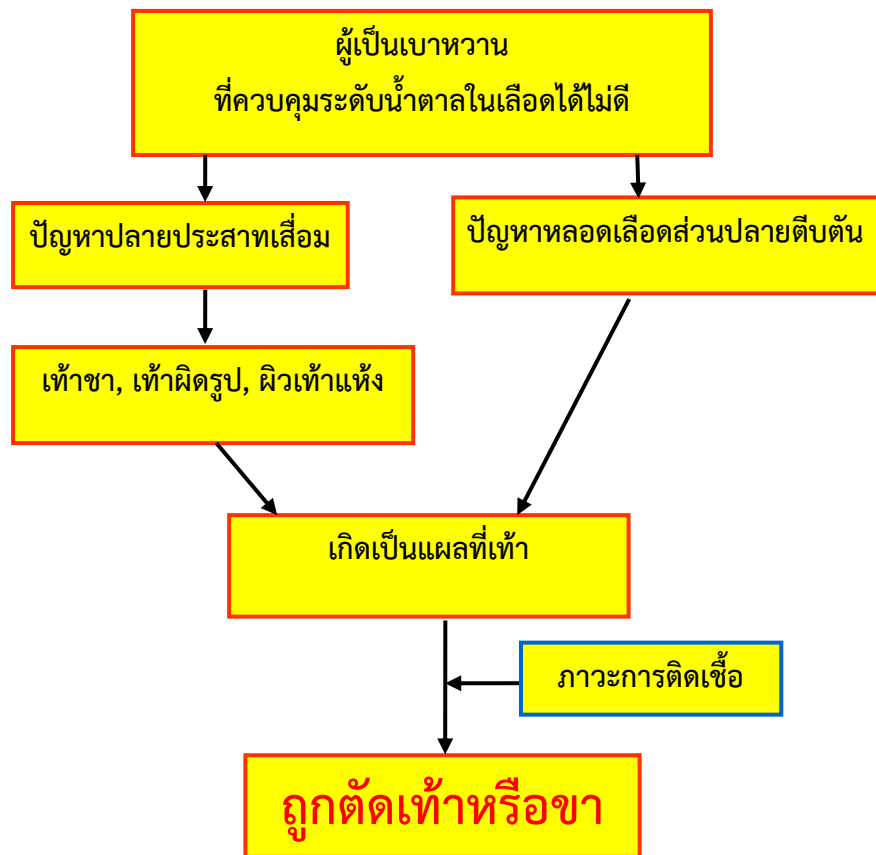 ผู้เป็นเบาหวาน
ที่ควบคุมระดับน้ำตาลในเลือดได้ไม่ดี
ปัญหาปลายประสาทเสื่อม
ปัญหาหลอดเลือดส่วนปลายตีบตัน
เท้าชา, เท้าผิดรูป, ผิวเท้าแห้ง
เกิดเป็นแผลที่เท้า
ภาวะการติดเชื้อ
ถูกตัดเท้าหรือขา